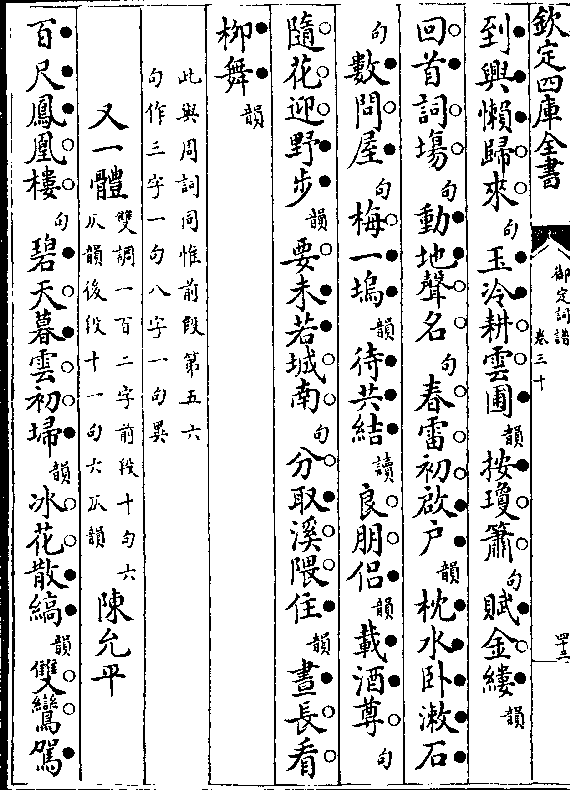 欽定四庫全書
御定詞譜
卷三十
四十三
到興懶歸來句玉冷耕雲圃韻按瓊簫句賦金縷韻
回首詞場句動地聲名句春雷初啟户韻枕水卧漱石
句數間屋句梅一塢韻待共結讀良朋侣韻載酒尊句
隨花迎野步韻要未若城南句分取溪隈住韻晝長看
柳舞韻
此與周詞同惟前段第五六
句作三字一句八字一句異
又一體雙調一百二字前段十句六
仄韻後段十一句六仄韻陳允平
百尺鳳凰樓句碧天暮雲初埽韻冰花散縞韻雙鸞駕